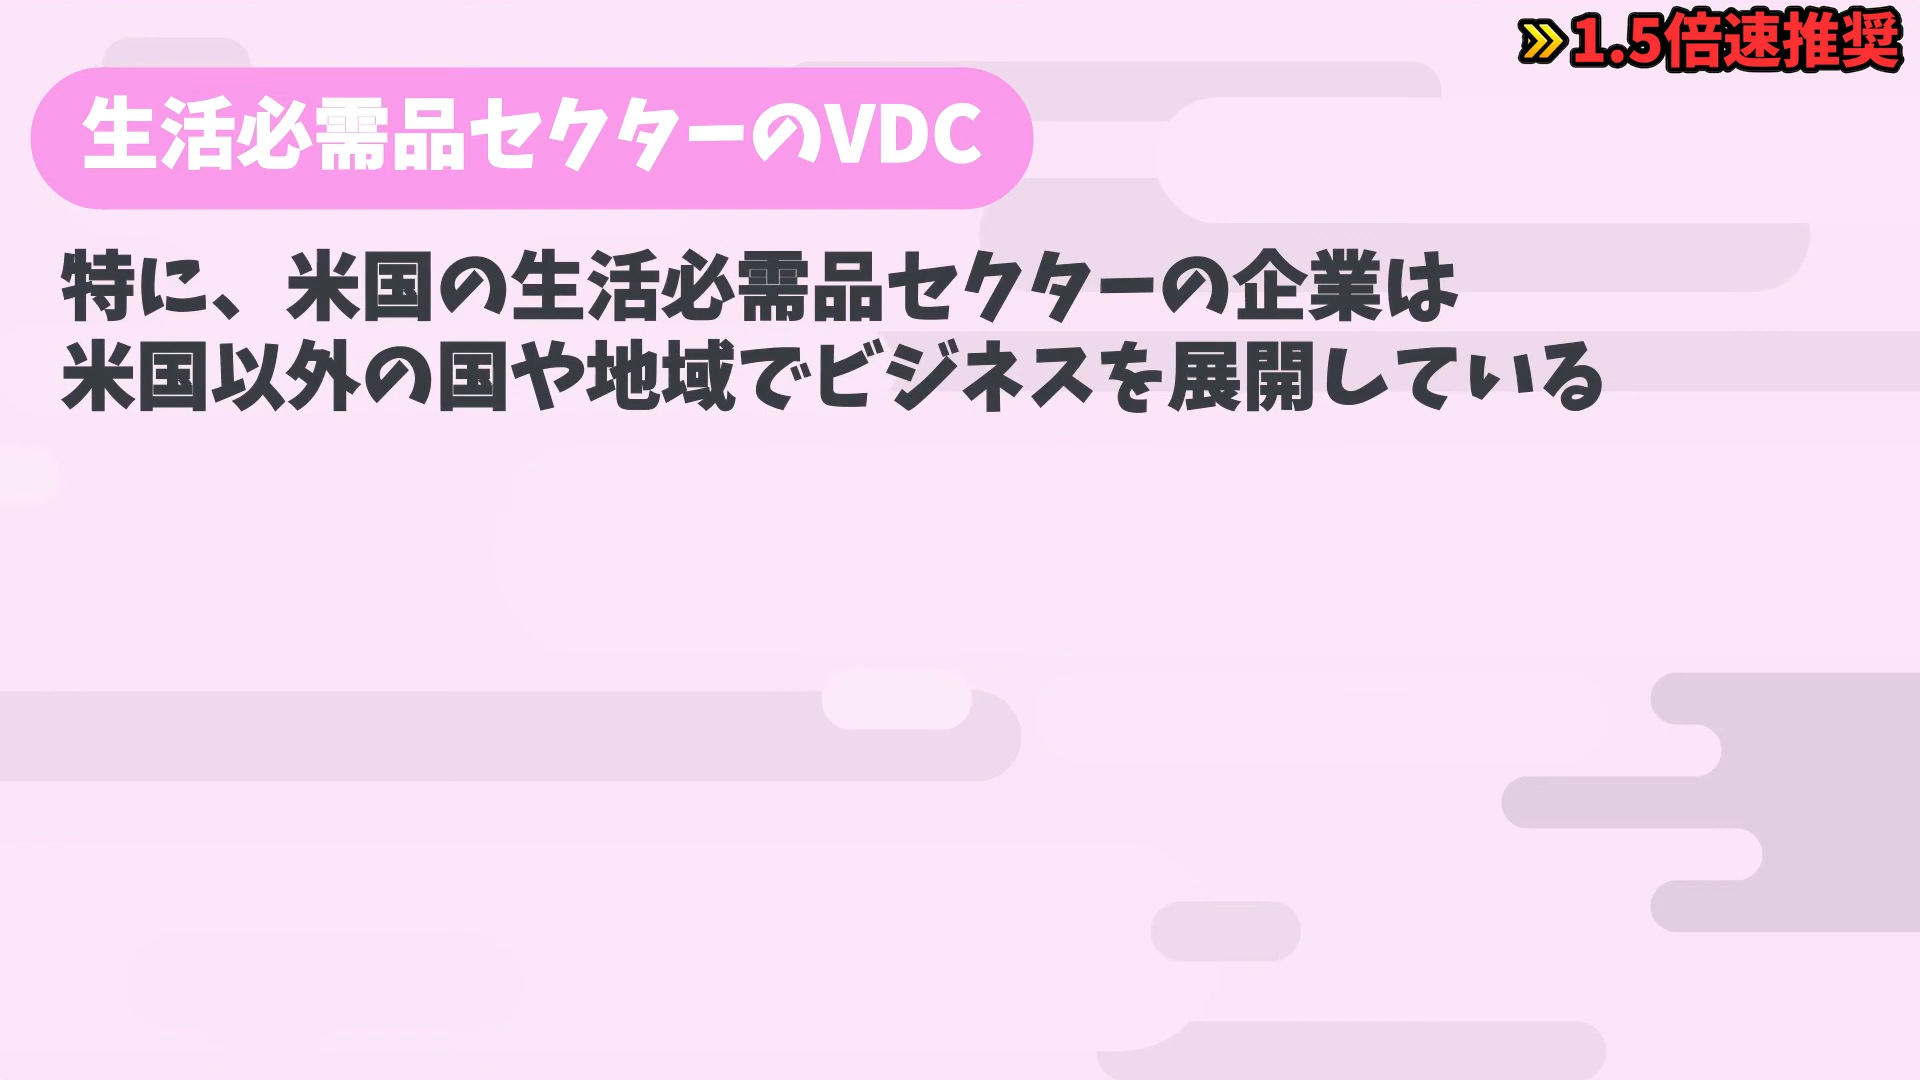 1.5倍速推奨
生活必需品セクターのVDC
特に、米国の生活必需品セクターの企業は
米国以外の国や地域でビジネスを展開している